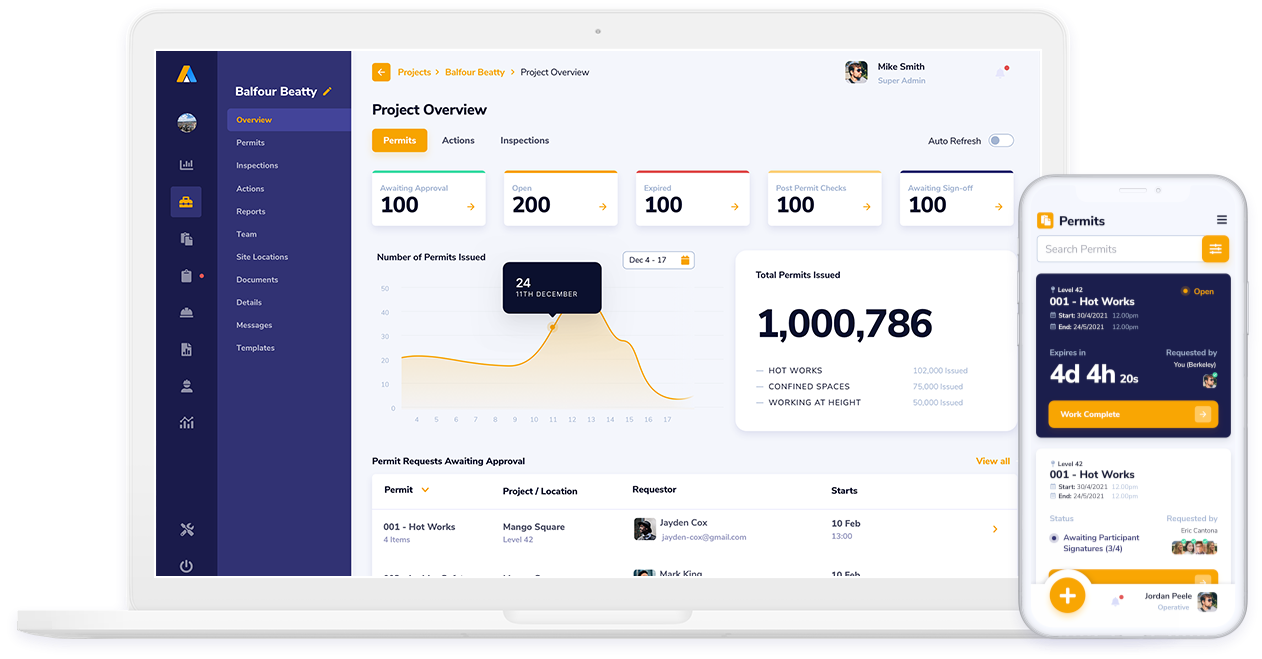 Balfour Beatty
Overview
Permits
Inspections
Actions
Reports
Team
Site Locations
Documents
Details
Messages
Templates
Projects > Balfour Beatty > Project Overview
Mike Smith
Super Admin
Project Overview
Permits Actions Inspections
Auto Refresh
Awaiting Approval
100
Open
200
Expired
100
Post Permit Checks
100
Awaiting Sign-off
100
Number of Permits Issued
Dec 4 - 17
24
11TH DECEMBER
50
40
30
20
10
0
4 5 6 7 8 9 10 11 12 13 14 15 16 17
Total Permits Issued
1,000,786
— HOT WORKS 102,000 Issued
— CONFINED SPACES 75,000 Issued
— WORKING AT HEIGHT 50,000 Issued
Permit Requests Awaiting Approval View all
Permit Project / Location Requestor Starts
001 - Hot Works Mango Square Jayden Cox 10 Feb
4 Items Level 42 jayden-cox@gmail.com 13:00
Mark King 10 Feb
Permits
Search Permits
Level 42
001 - Hot Works
Open
Start: 30/4/2021 12.00pm
End: 24/5/2021 12.00pm
Expires in
4d 4h 20s
Requested by
You (Berkeley)
Work Complete
Level 42
001 - Hot Works
Start: 30/4/2021 12.00pm
End: 24/5/2021 12.00pm
Status
Awaiting Participant
Signatures (3/4)
Requested by
Eric Cantona
Jordan Peele
Operative